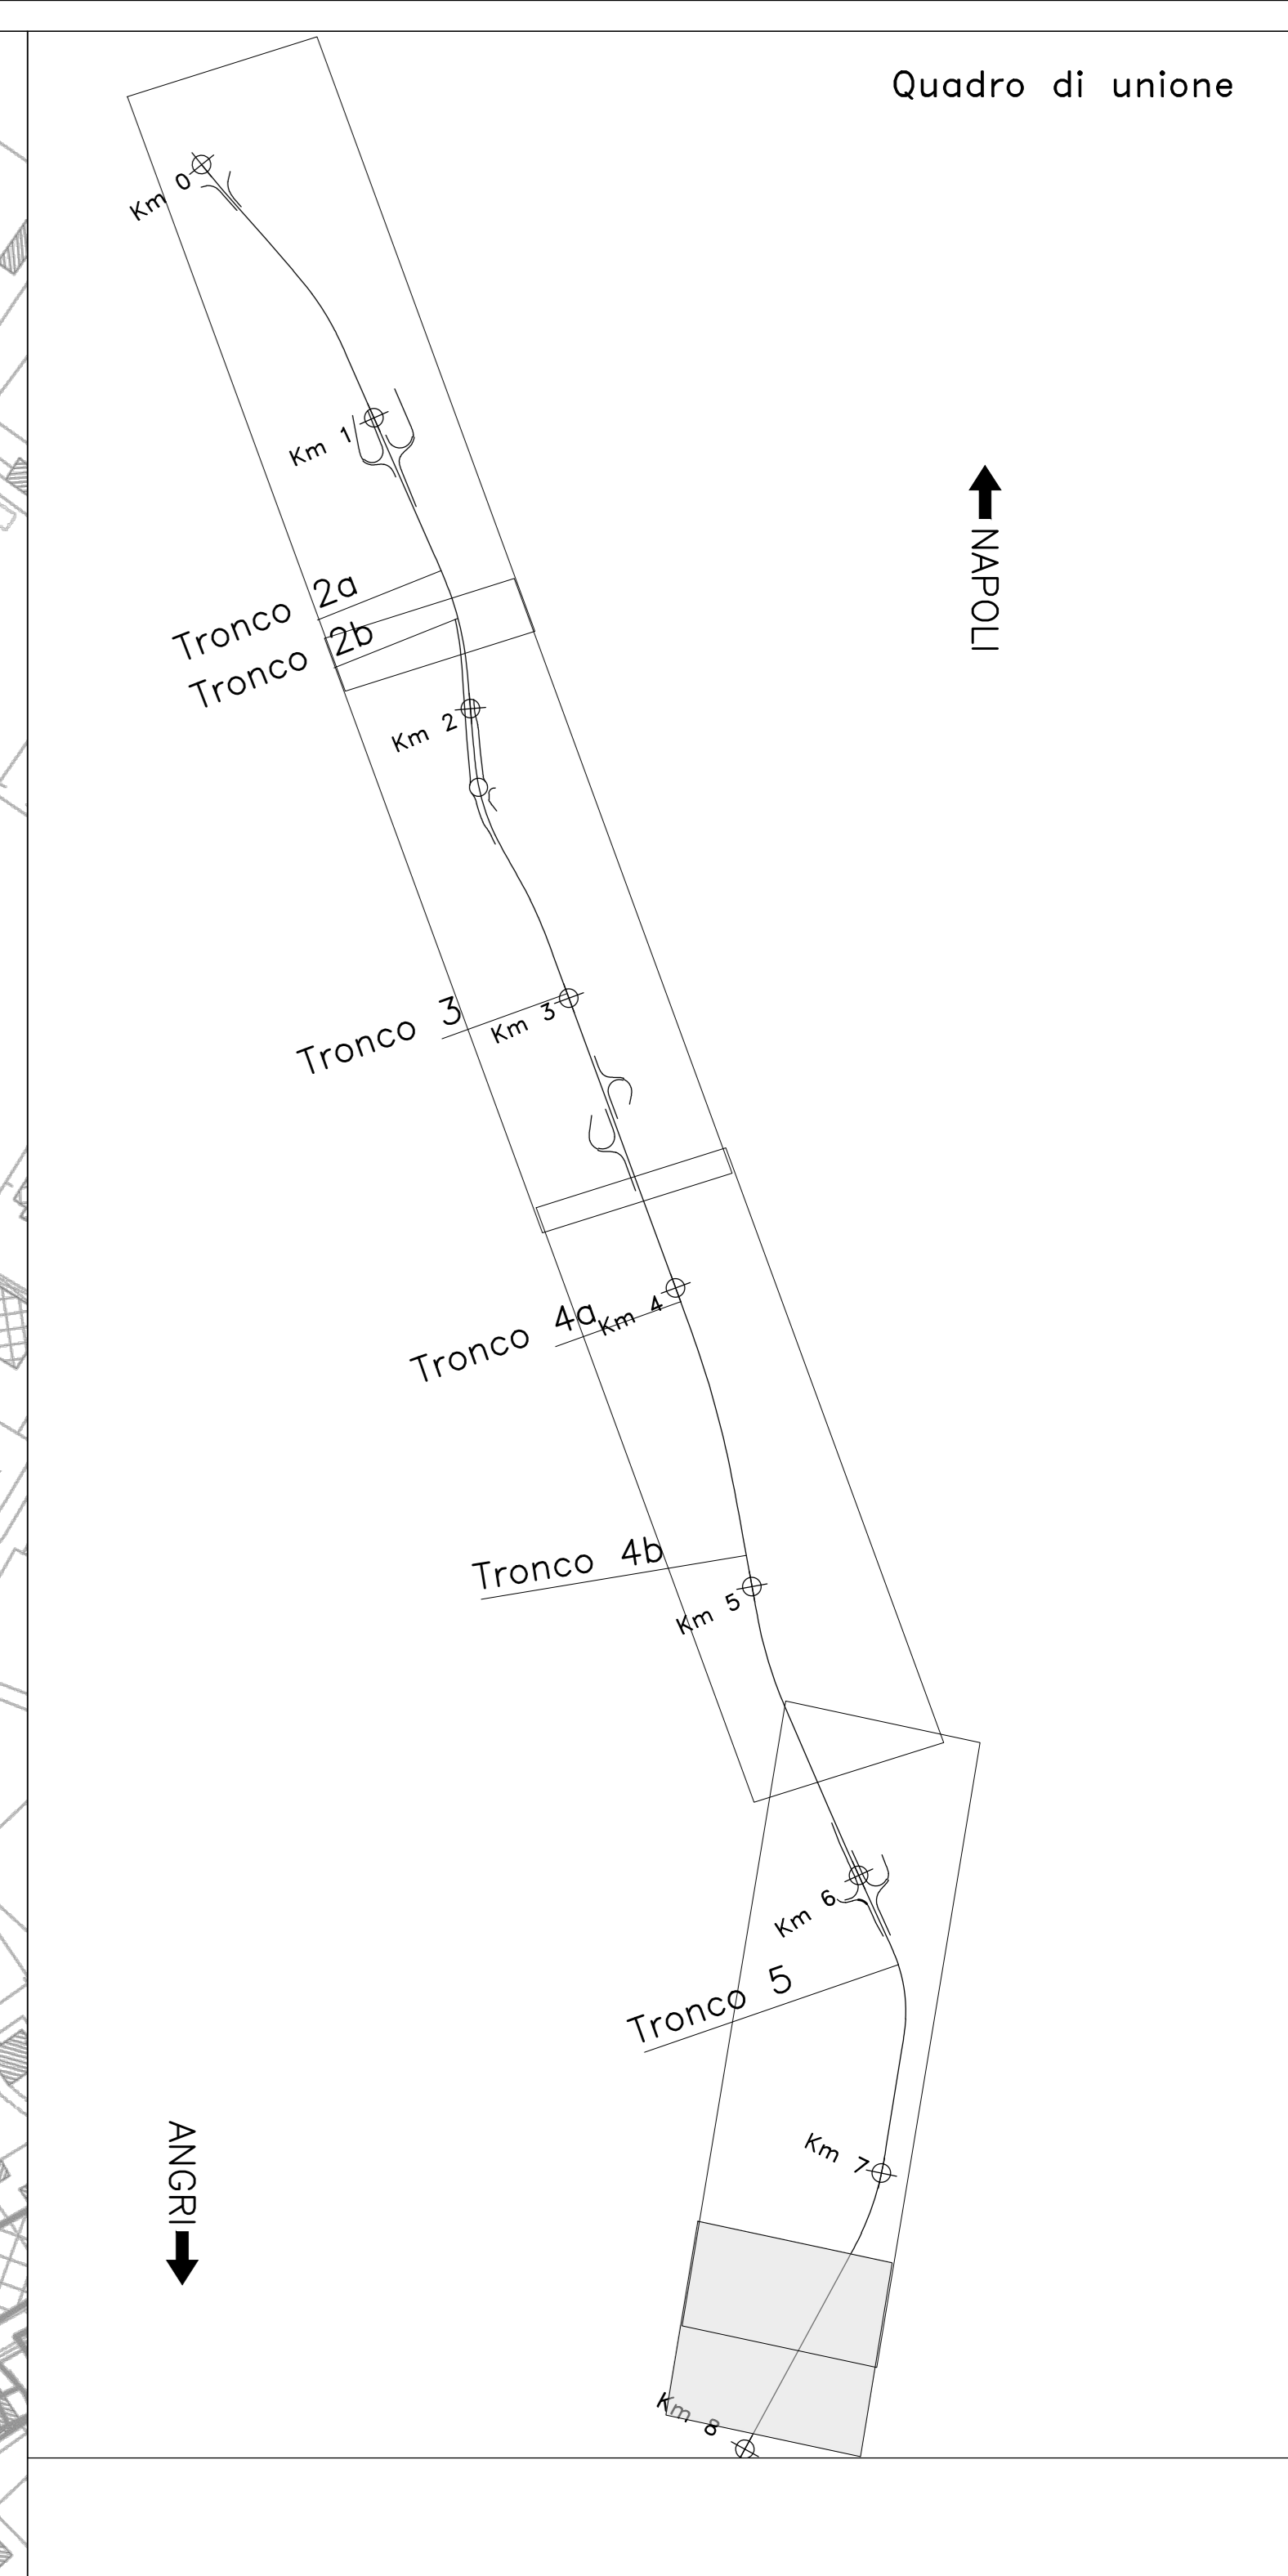 Quadro di unione
Km 0
Km 1
NAPOLI
Tronco 2a
Tronco 2b
Km 2
Tronco 3
Km 3
Tronco 4a
Km 4
Tronco 4b
Km 5
Km 6
Tronco 5
Km 7
ANGRI
Km 8